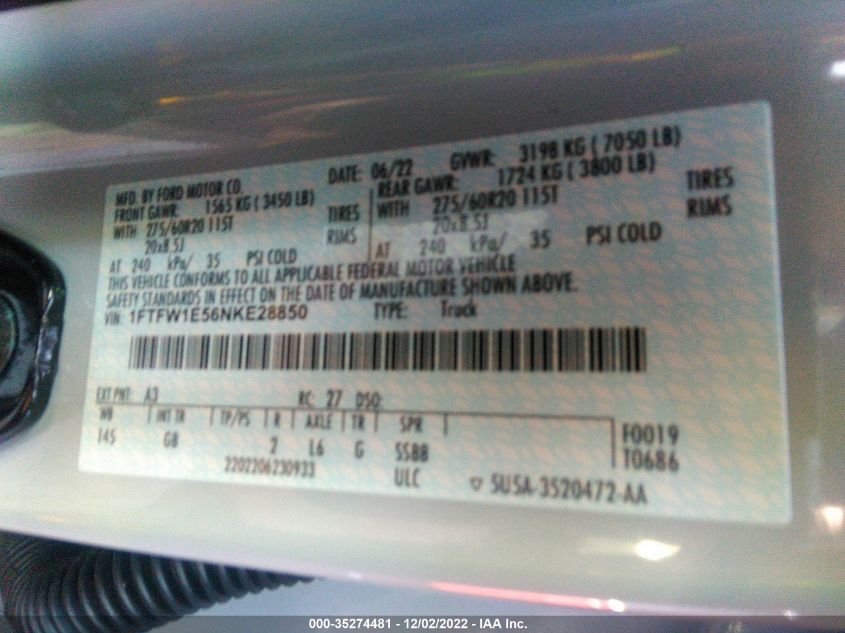 MFD. BY FORD MOTOR CO.
DATE: 06/22 GVWR: 3198 KG ( 7050 LB)
FRONT GAWR: 1565 KG ( 3450 LB)
REAR GAWR: 1724 KG ( 3800 LB)
WITH 275/60R20 115T TIRES
WITH 275/60R20 115T TIRES
20x8.5J RIMS
20x8.5J RIMS
AT 240 kPa/ 35 PSI COLD
AT 240 kPa/ 35 PSI COLD
THIS VEHICLE CONFORMS TO ALL APPLICABLE FEDERAL MOTOR VEHICLE
SAFETY STANDARDS IN EFFECT ON THE DATE OF MANUFACTURE SHOWN ABOVE.
VIN: 1FTFW1E56NKE28850 TYPE: Truck
EXT PNT: A3 RC: 27 DSO:
WB INT TR TP/PS R AXLE TR SPR F0019
145 GB 2 L6 G SSBB T0686
2202206230933 ULC 5U5A-3520472-AA
000-35274481 - 12/02/2022 - IAA Inc.